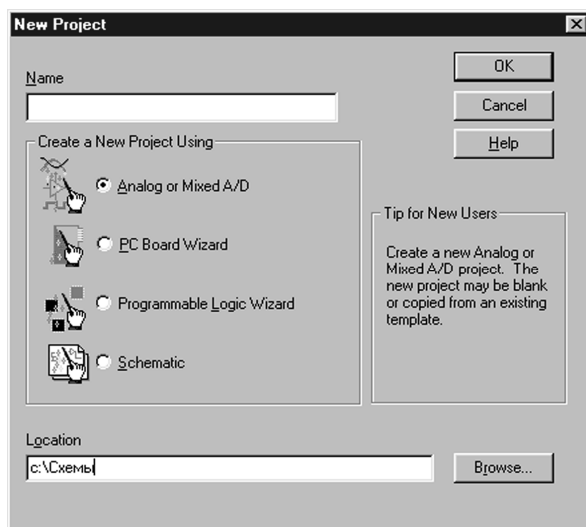 New Project
Name
OK
Cancel
Help
Create a New Project Using
Analog or Mixed A/D
PC Board Wizard
Programmable Logic Wizard
Schematic
Tip for New Users
Create a new Analog or
Mixed A/D project. The
new project may be blank
or copied from an existing
template.
Location
c:\Схемы
Browse...